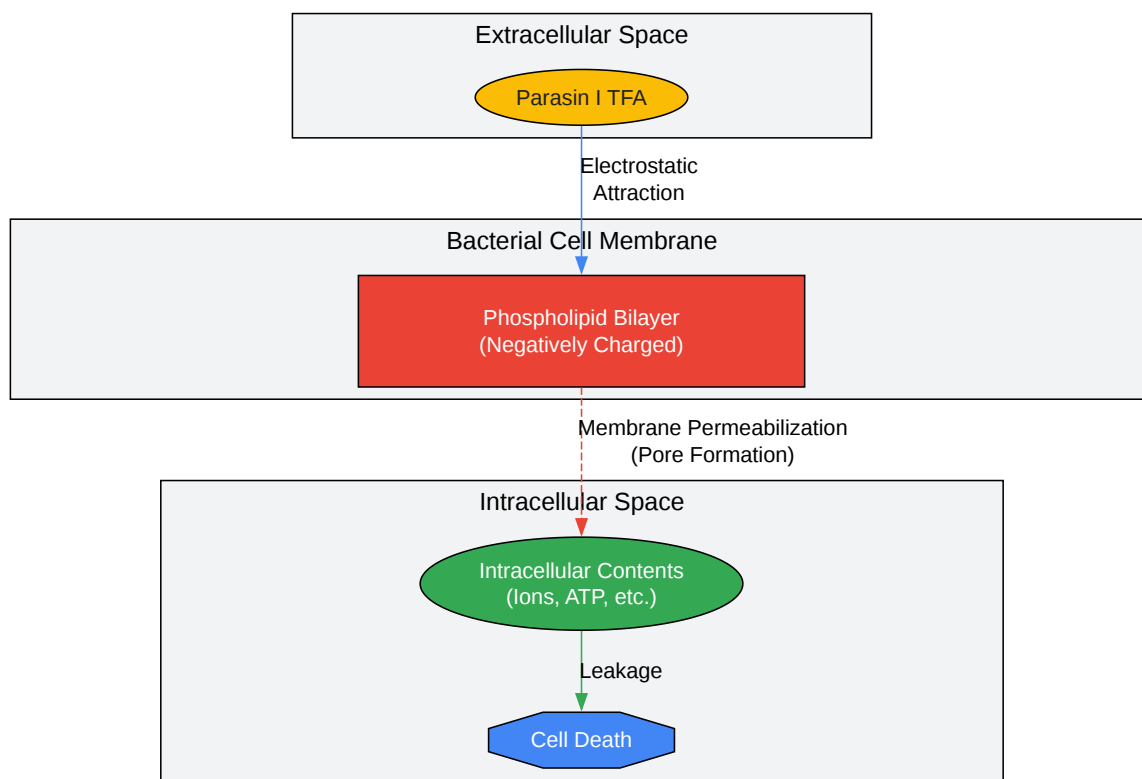 Extracellular Space
Parasin I TFA
Electrostatic
Attraction
Bacterial Cell Membrane
Phospholipid Bilayer
(Negatively Charged)
Membrane Permeabilization
(Pore Formation)
Intracellular Space
Intracellular Contents
(Ions, ATP, etc.)
Leakage
Cell Death